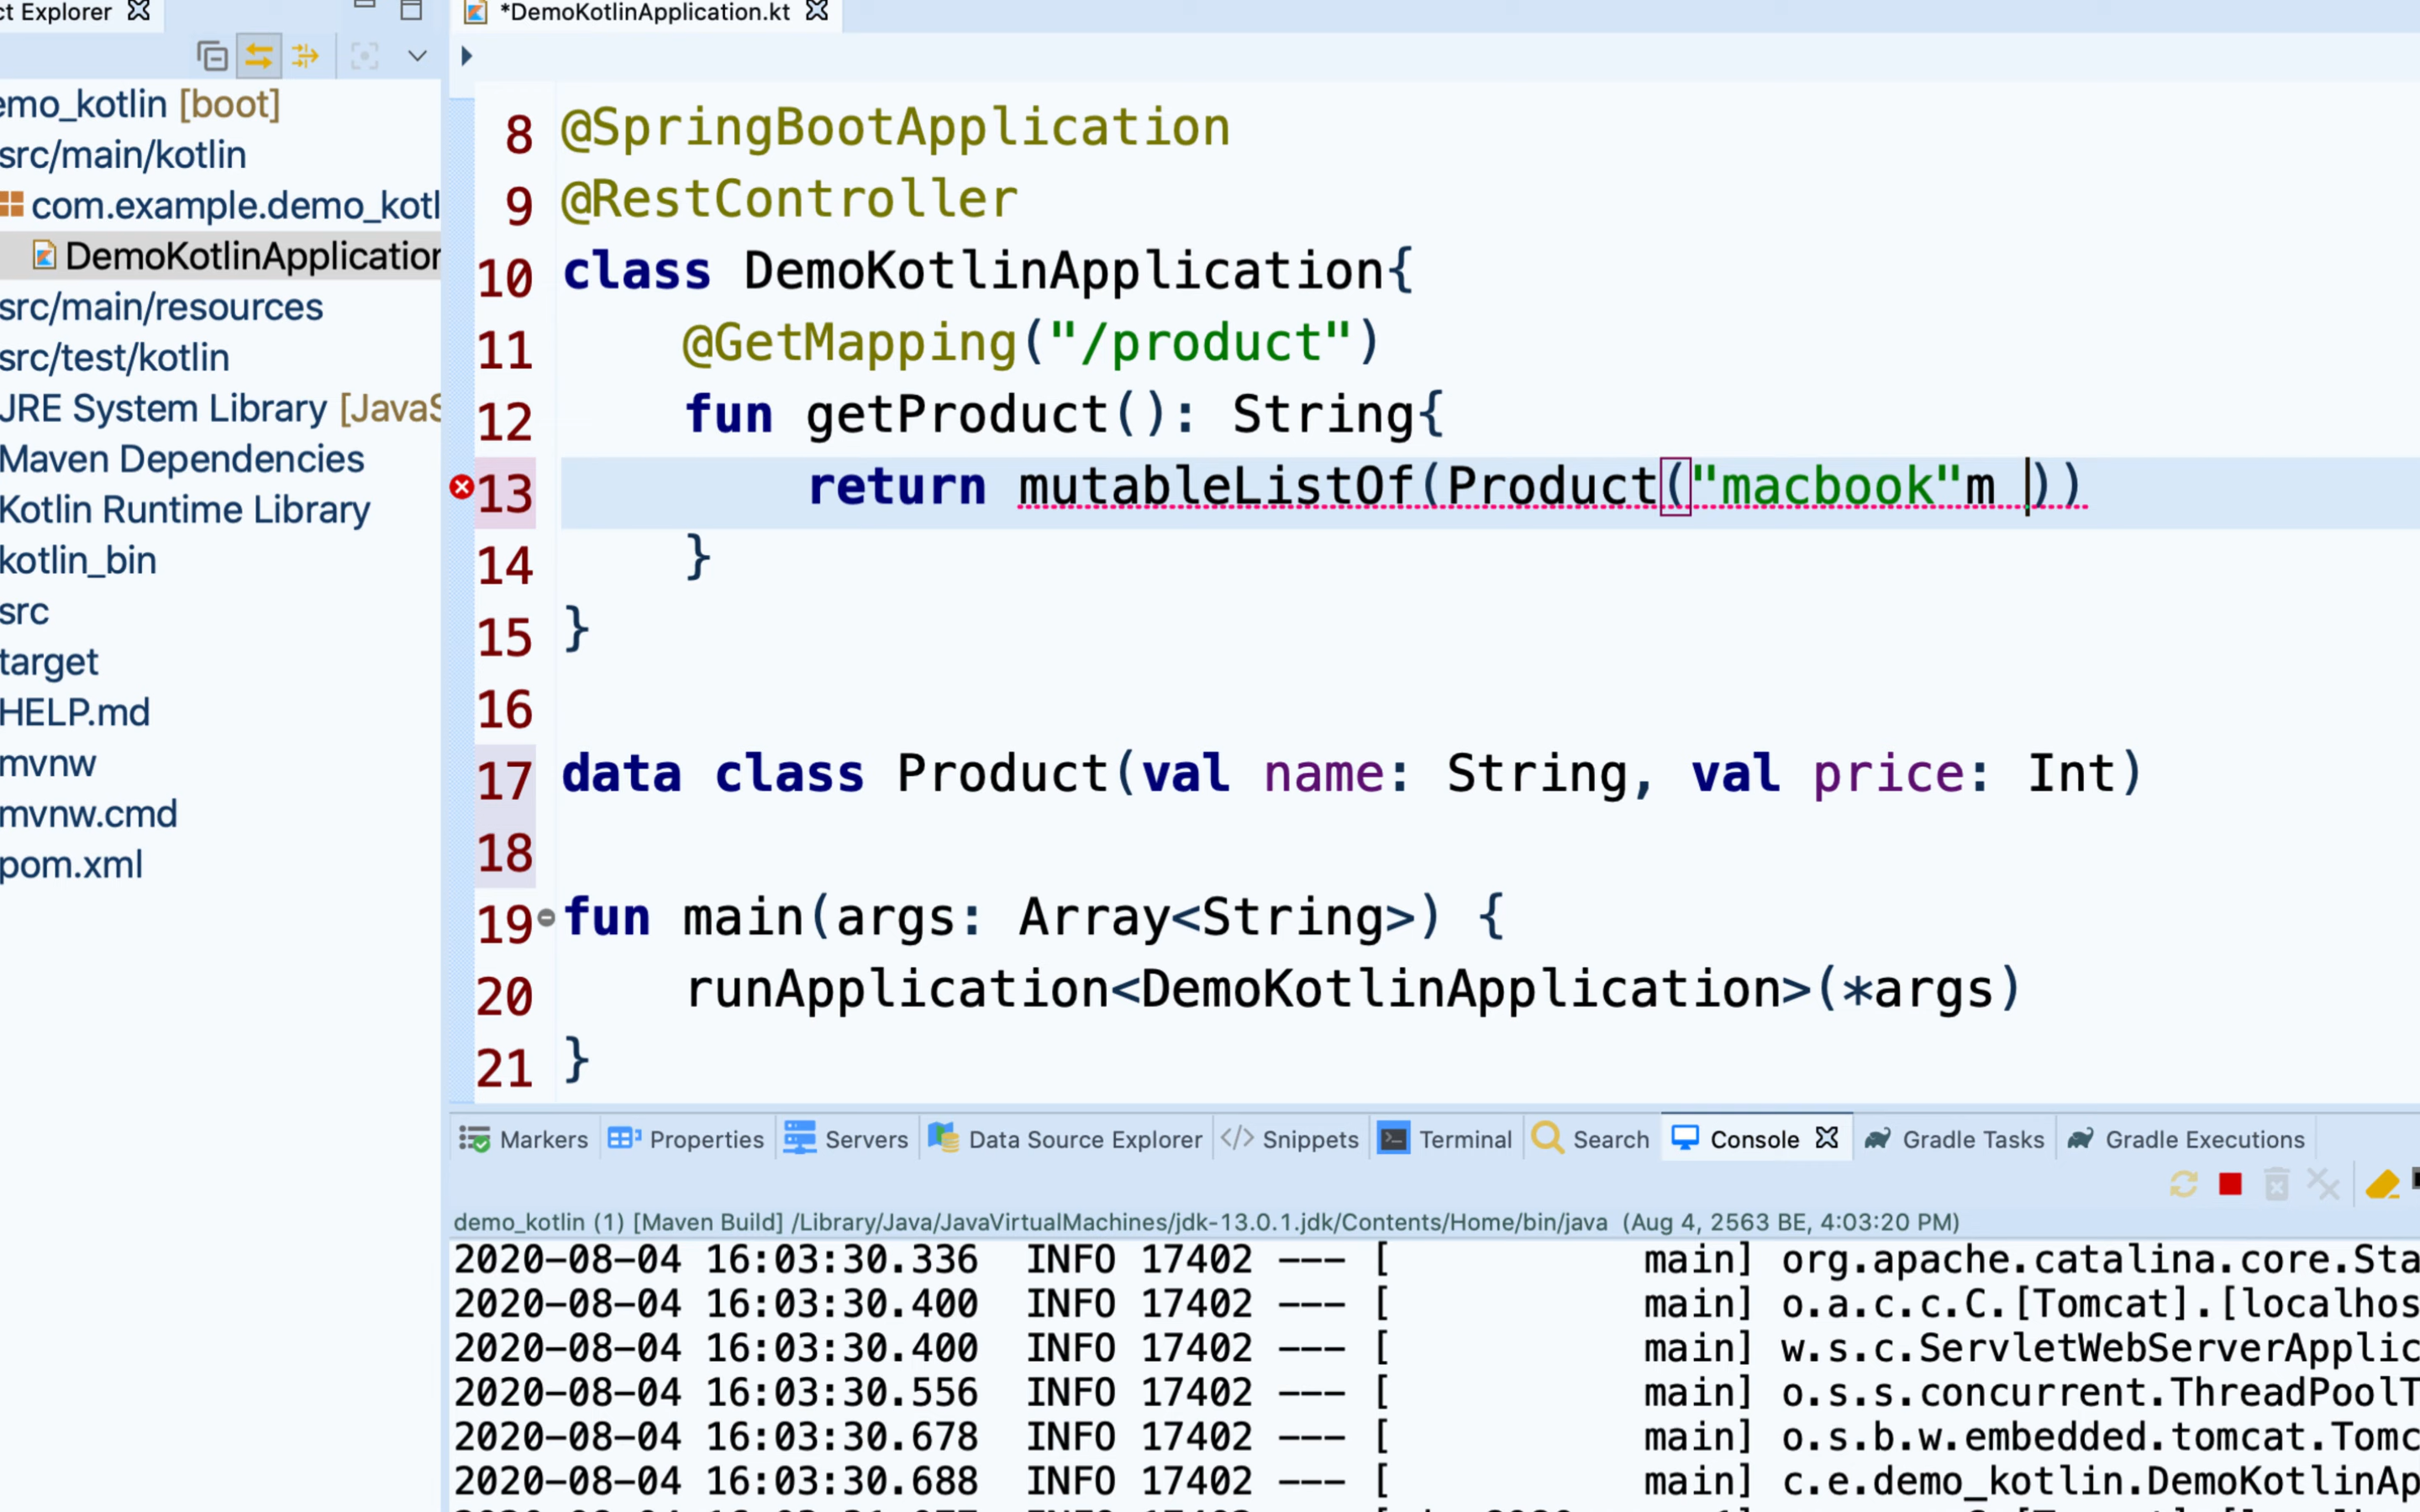 ct Explorer
*DemoKotlinApplication.kt
emo_kotlin [boot]
src/main/kotlin
com.example.demo_kotl
DemoKotlinApplication
src/main/resources
src/test/kotlin
JRE System Library [JavaS
Maven Dependencies
Kotlin Runtime Library
kotlin_bin
src
target
HELP.md
mvnw
mvnw.cmd
pom.xml
8 @SpringBootApplication
9 @RestController
10 class DemoKotlinApplication{
11 @GetMapping("/product")
12 fun getProduct(): String{
13 return mutableListOf(Product("macbook"m ))
14 }
15 }
16
17 data class Product(val name: String, val price: Int)
18
19 fun main(args: Array<String>) {
20 runApplication<DemoKotlinApplication>(*args)
21 }
Markers Properties Servers Data Source Explorer Snippets Terminal Search Console Gradle Tasks Gradle Executions
demo_kotlin (1) [Maven Build] /Library/Java/JavaVirtualMachines/jdk-13.0.1.jdk/Contents/Home/bin/java (Aug 4, 2563 BE, 4:03:20 PM)
2020-08-04 16:03:30.336 INFO 17402 --- [ main] org.apache.catalina.core.Sta
2020-08-04 16:03:30.400 INFO 17402 --- [ main] o.a.c.c.C.[Tomcat].[localhos
2020-08-04 16:03:30.400 INFO 17402 --- [ main] w.s.c.ServletWebServerApplic
2020-08-04 16:03:30.556 INFO 17402 --- [ main] o.s.s.concurrent.ThreadPoolT
2020-08-04 16:03:30.678 INFO 17402 --- [ main] o.s.b.w.embedded.tomcat.Tomc
2020-08-04 16:03:30.688 INFO 17402 --- [ main] c.e.demo_kotlin.DemoKotlinAp